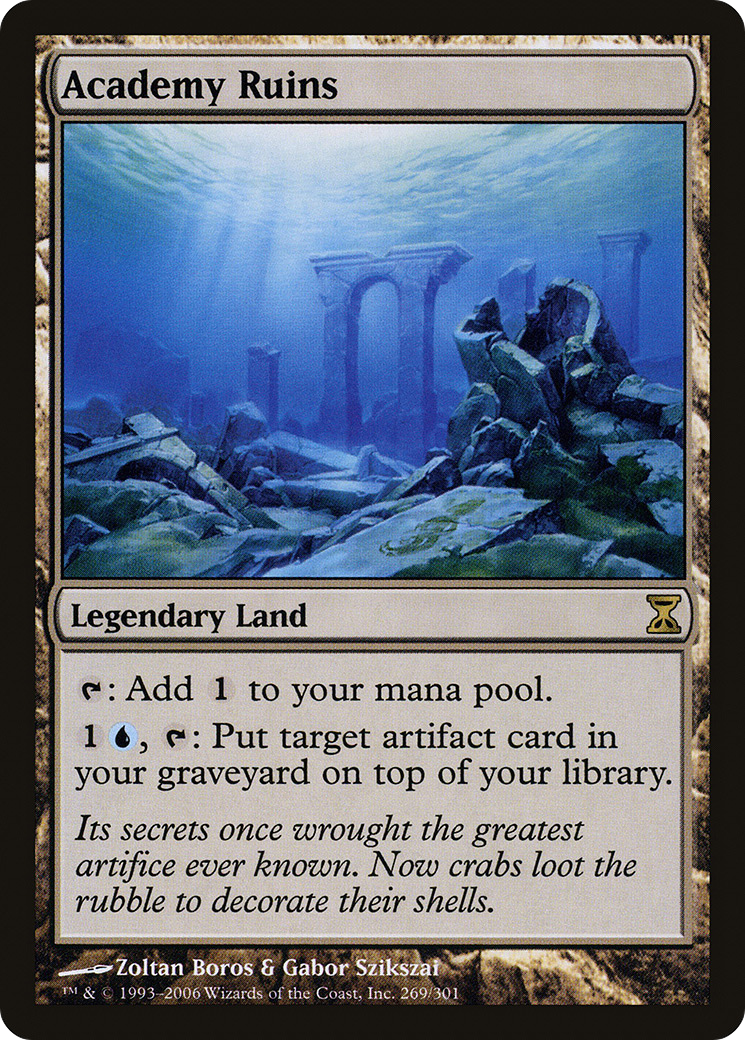 Academy Ruins
Legendary Land
: Add 1 to your mana pool.
1, : Put target artifact card in
your graveyard on top of your library.
Its secrets once wrought the greatest
artifice ever known. Now crabs loot the
rubble to decorate their shells.
Zoltan Boros & Gabor Szikszai
™ & © 1993–2006 Wizards of the Coast, Inc. 269/301